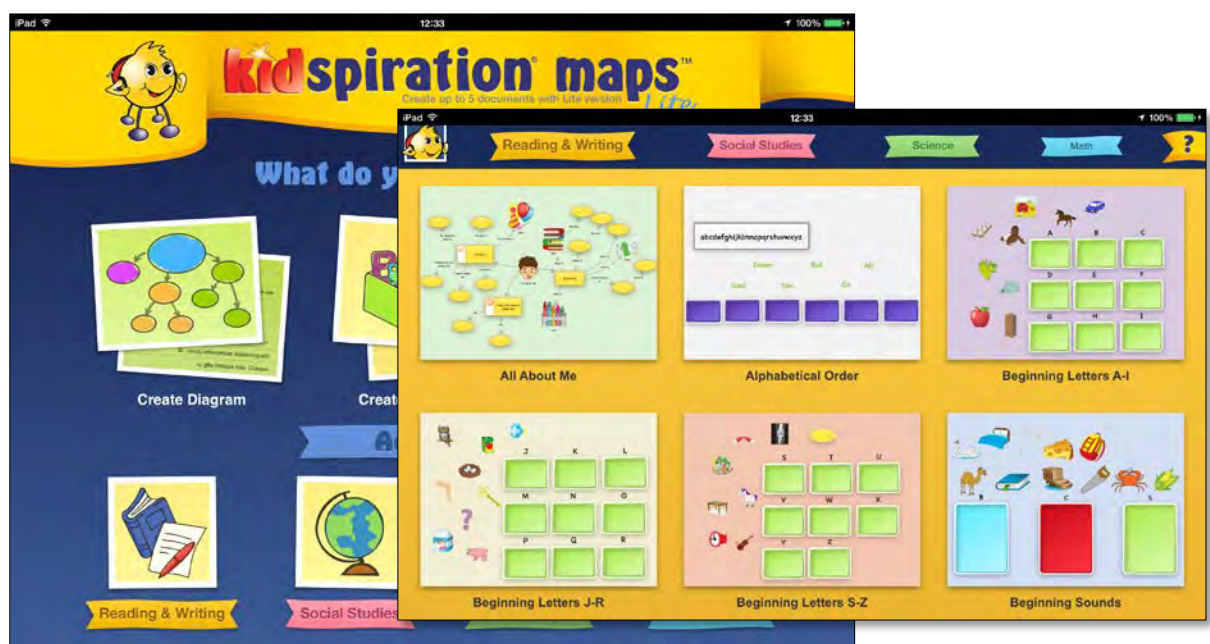 iPad 12:33 100%
kidspiration® maps™
Create up to 5 documents with Lite version Lite
What do y
Create Diagram
Creat
Reading & Writing
Social Studies
iPad 12:33 100%
Reading & Writing Social Studies Science Math ?
abcdefghijklmnopqrstuvwxyz
All About Me
Alphabetical Order
A B C
D E F
G H I
Beginning Letters A-I
J K L
M N O
P Q R
Beginning Letters J-R
S T U
V W X
Y Z
Beginning Letters S-Z
B C S
Beginning Sounds